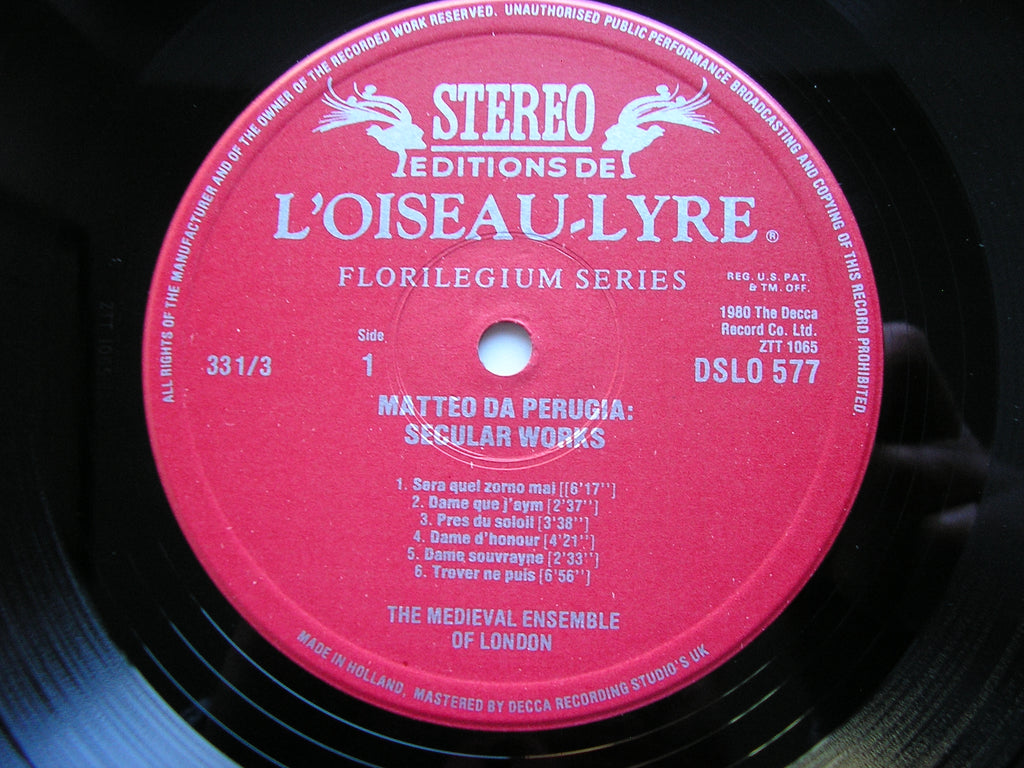 ALL RIGHTS OF THE MANUFACTURER AND OF THE OWNER OF THE RECORDED WORK RESERVED. UNAUTHORISED PUBLIC PERFORMANCE BROADCASTING AND COPYING OF THIS RECORD PROHIBITED.
STEREO
EDITIONS DE
L'OISEAU-LYRE ®
FLORILEGIUM SERIES
REG. U.S. PAT.
& TM. OFF.
1980 The Decca
Record Co. Ltd.
ZTT 1065
DSLO 577
33 1/3
Side
1
MATTEO DA PERUGIA:
SECULAR WORKS
1. Sera quel zorno mai [[6'17'']
2. Dame que j'aym [2'37'']
3. Pres du soloil [3'38'']
4. Dame d'honour [4'21'']
5. Dame souvrayne [2'33'']
6. Trover ne puis [6'56'']
THE MEDIEVAL ENSEMBLE
OF LONDON
MADE IN HOLLAND, MASTERED BY DECCA RECORDING STUDIO'S UK